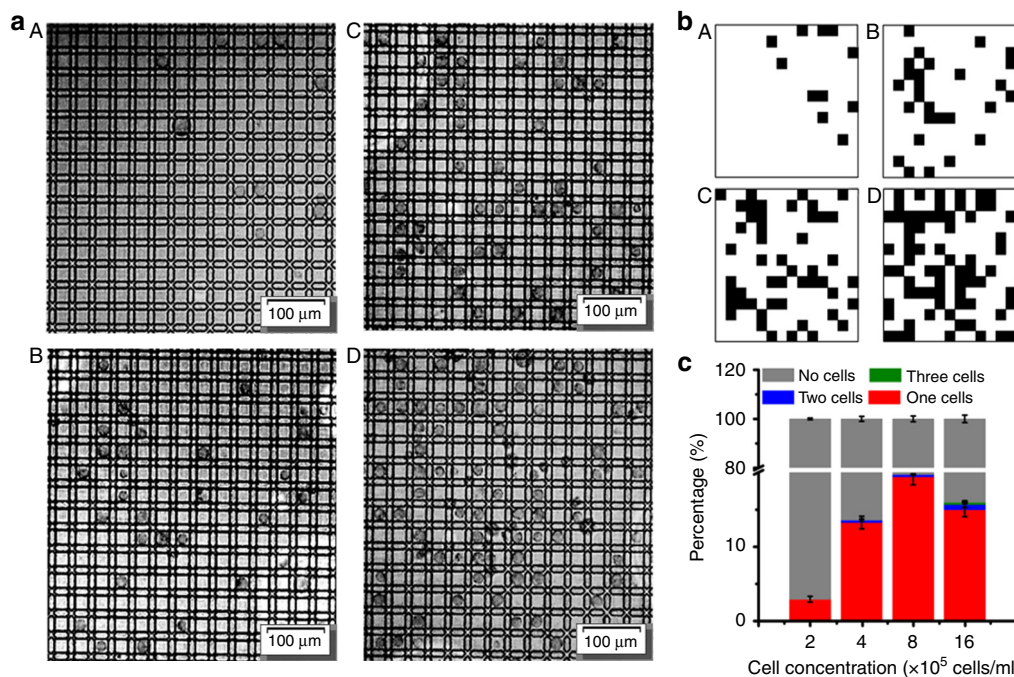 a
A
100 µm
C
100 µm
B
100 µm
D
100 µm
b
A
B
C
D
c
No cells
Three cells
Two cells
One cells
120
100
80
10
0
Percentage (%)
2 4 8 16
Cell concentration (×10⁵ cells/ml